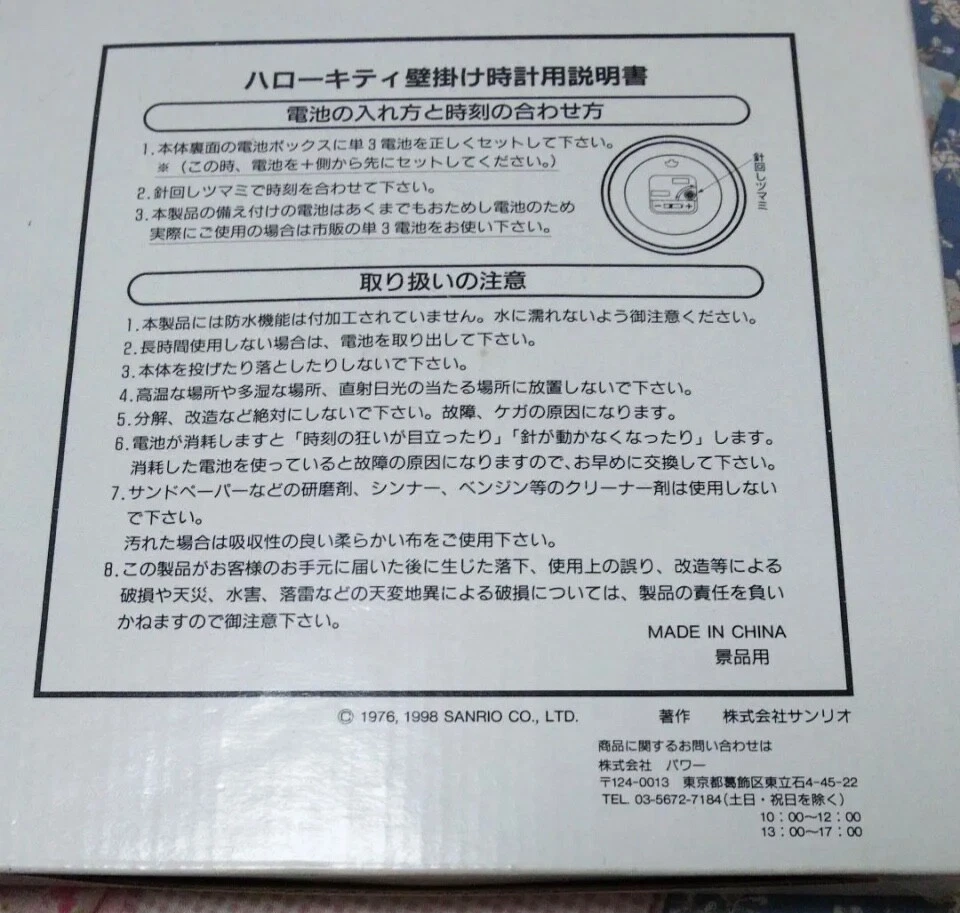 ハローキティ壁掛け時計用説明書
電池の入れ方と時刻の合わせ方
1.本体裏面の電池ボックスに単3電池を正しくセットして下さい。
※（この時、電池を＋側から先にセットしてください。）
2.針回しツマミで時刻を合わせて下さい。
3.本製品の備え付けの電池はあくまでもおためし電池のため
実際にご使用の場合は市販の単3電池をお使い下さい。
針回しツマミ
－ ＋
取り扱いの注意
1.本製品には防水機能は付加工されていません。水に濡れないよう御注意ください。
2.長時間使用しない場合は、電池を取り出して下さい。
3.本体を投げたり落としたりしないで下さい。
4.高温な場所や多湿な場所、直射日光の当たる場所に放置しないで下さい。
5.分解、改造など絶対にしないで下さい。故障、ケガの原因になります。
6.電池が消耗しますと「時刻の狂いが目立ったり」「針が動かなくなったり」します。
消耗した電池を使っていると故障の原因になりますので、お早めに交換して下さい。
7.サンドペーパーなどの研磨剤、シンナー、ベンジン等のクリーナー剤は使用しない
で下さい。
汚れた場合は吸収性の良い柔らかい布をご使用下さい。
8.この製品がお客様のお手元に届いた後に生じた落下、使用上の誤り、改造等による
破損や天災、水害、落雷などの天変地異による破損については、製品の責任を負い
かねますので御注意下さい。
MADE IN CHINA
景品用
© 1976, 1998 SANRIO CO., LTD. 著作 株式会社サンリオ
商品に関するお問い合わせは
株式会社 パワー
〒124-0013 東京都葛飾区東立石4-45-22
TEL. 03-5672-7184（土日・祝日を除く）
10：00〜12：00
13：00〜17：00